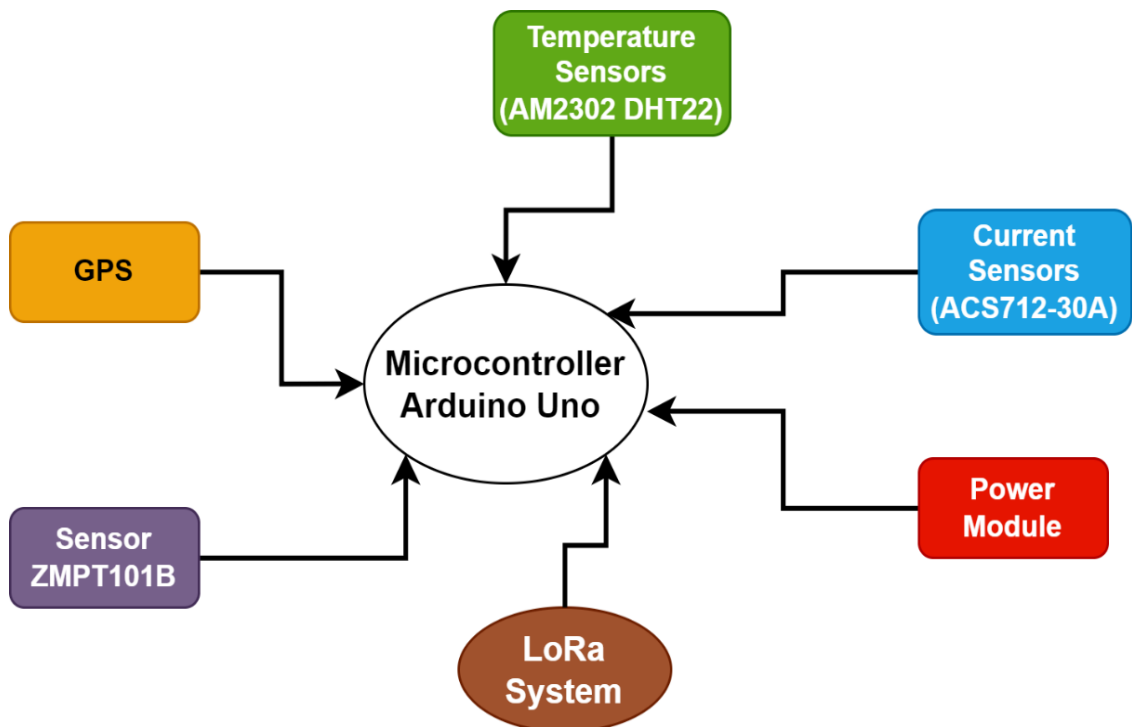 Temperature
Sensors
(AM2302 DHT22)
GPS
Current
Sensors
(ACS712-30A)
Microcontroller
Arduino Uno
Sensor
ZMPT101B
Power
Module
LoRa
System